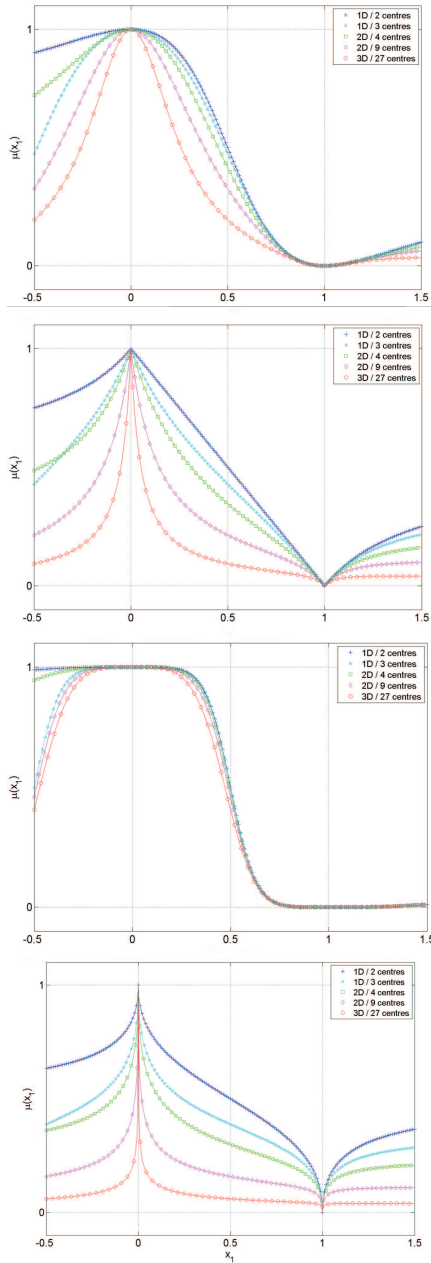 1
0
μ(x1)
-0.5 0 0.5 1 1.5
1D / 2 centres
1D / 3 centres
2D / 4 centres
2D / 9 centres
3D / 27 centres
1
0
μ(x1)
-0.5 0 0.5 1 1.5
1D / 2 centres
1D / 3 centres
2D / 4 centres
2D / 9 centres
3D / 27 centres
1
0
μ(x1)
-0.5 0 0.5 1 1.5
1D / 2 centres
1D / 3 centres
2D / 4 centres
2D / 9 centres
3D / 27 centres
1
0
μ(x1)
-0.5 0 0.5 1 1.5
x1
1D / 2 centres
1D / 3 centres
2D / 4 centres
2D / 9 centres
3D / 27 centres